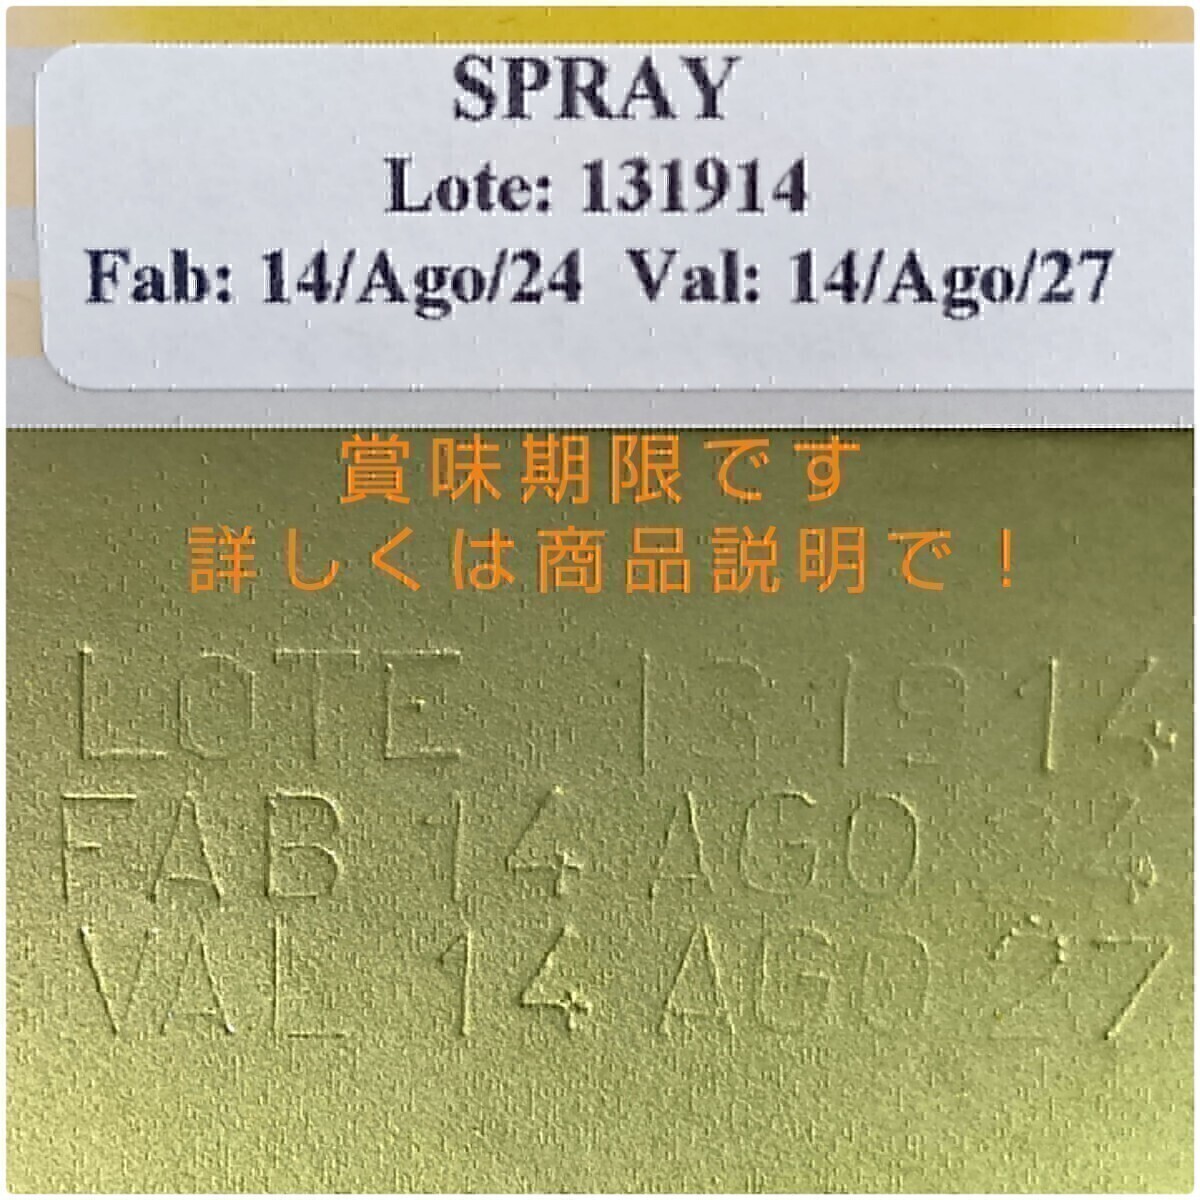 SPRAY
Lote: 131914
Fab: 14/Ago/24 Val: 14/Ago/27
賞味期限です
詳しくは商品説明で！
LOTE 131914
FAB 14 AGO 24
VAL 14 AGO 27